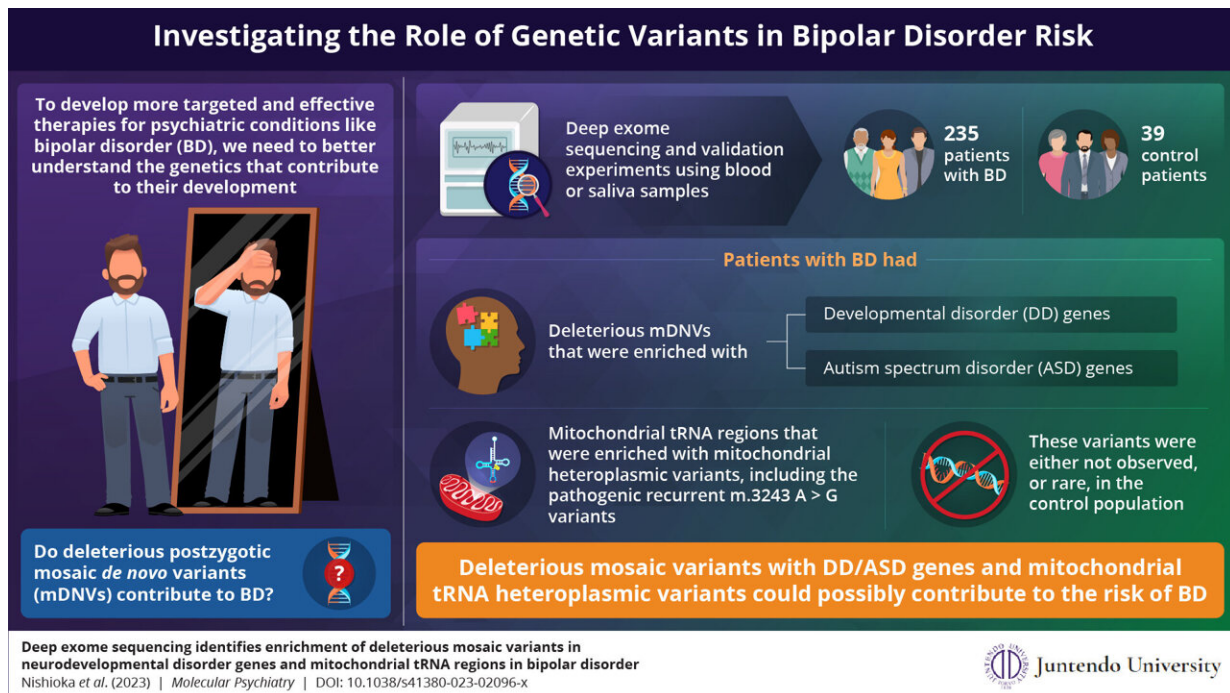 Investigating the Role of Genetic Variants in Bipolar Disorder Risk
To develop more targeted and effective
therapies for psychiatric conditions like
bipolar disorder (BD), we need to better
understand the genetics that contribute
to their development
Do deleterious postzygotic
mosaic de novo variants
(mDNVs) contribute to BD?
?
Deep exome
sequencing and validation
experiments using blood
or saliva samples
235
patients
with BD
39
control
patients
Patients with BD had
Deleterious mDNVs
that were enriched with
Developmental disorder (DD) genes
Autism spectrum disorder (ASD) genes
Mitochondrial tRNA regions that
were enriched with mitochondrial
heteroplasmic variants, including the
pathogenic recurrent m.3243 A > G
variants
These variants were
either not observed,
or rare, in the
control population
Deleterious mosaic variants with DD/ASD genes and mitochondrial
tRNA heteroplasmic variants could possibly contribute to the risk of BD
Deep exome sequencing identifies enrichment of deleterious mosaic variants in
neurodevelopmental disorder genes and mitochondrial tRNA regions in bipolar disorder
Nishioka et al. (2023) | Molecular Psychiatry | DOI: 10.1038/s41380-023-02096-x
Juntendo University